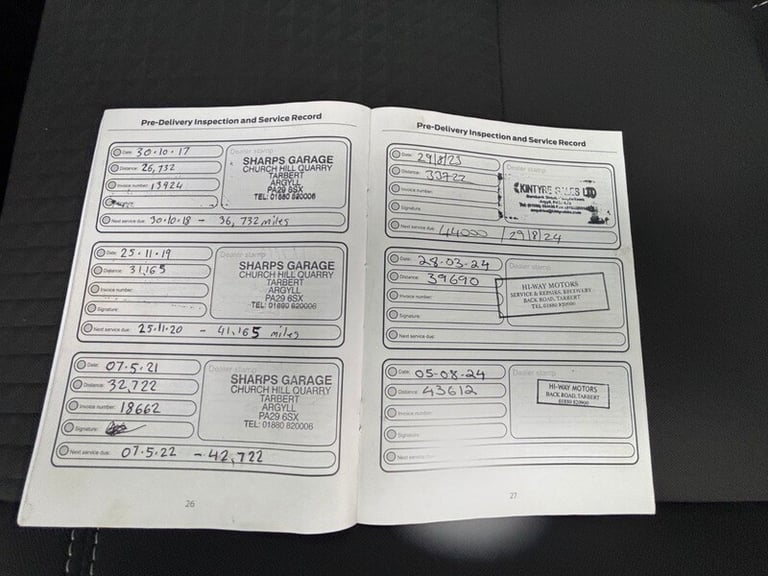 Pre-Delivery Inspection and Service Record
Date: 30·10·17
Distance: 26,732
Invoice number: 13924
Next service due: 30·10·18 - 36,732 miles
SHARPS GARAGE
CHURCH HILL QUARRY
TARBERT
ARGYLL
PA29 6SX
TEL: 01880 820006
Date: 25·11·19
Distance: 31,165
Invoice number:
Signature:
Next service due: 25·11·20 - 41,165 miles
Dealer stamp
SHARPS GARAGE
CHURCH HILL QUARRY
TARBERT
ARGYLL
PA29 6SX
TEL: 01880 820006
Date: 07·5·21
Distance: 32,722
Invoice number: 18662
Signature:
Next service due: 07·5·22 - 42,722
Dealer stamp
SHARPS GARAGE
CHURCH HILL QUARRY
TARBERT
ARGYLL
PA29 6SX
TEL: 01880 820006
26
Pre-Delivery Inspection and Service Record
Date: 29/8/23
Distance:
Invoice number:
Signature:
Next service due: 44000 / 29/8/24
Dealer stamp
KINTYRE SALES LTD
Date: 28·03·24
Distance: 39690
Invoice number:
Signature:
Next service due:
Dealer stamp
HI-WAY MOTORS
SERVICE & REPAIRS, RECOVERY
BACK ROAD, TARBERT
TEL. 01880 820900
Date: 05-08-24
Distance: 43612
Invoice number:
Signature:
Next service due:
Dealer stamp
HI-WAY MOTORS
BACK ROAD, TARBERT
01880 820900
27